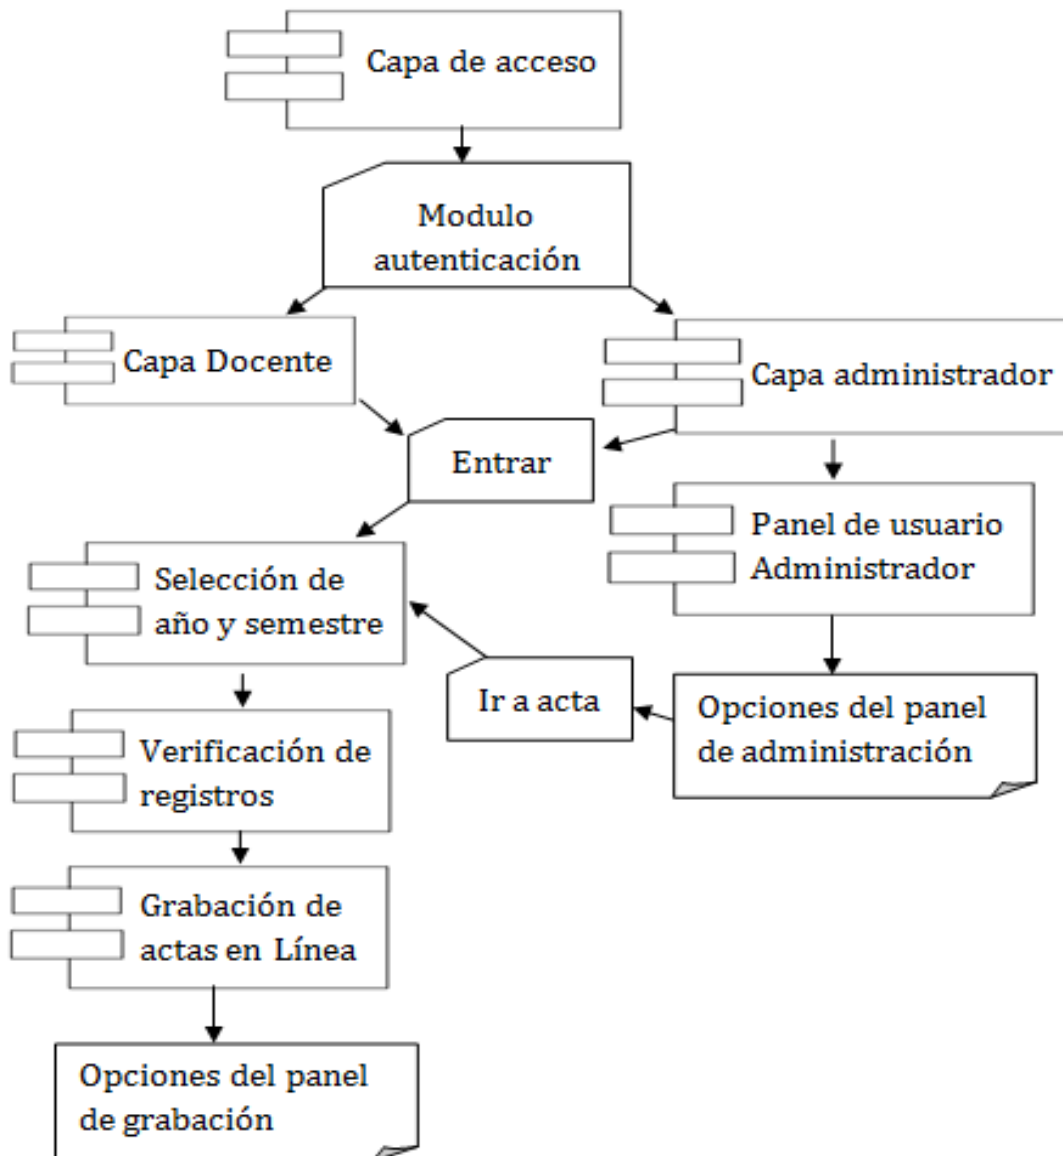 Capa de acceso
Modulo
autenticación
Capa Docente
Capa administrador
Entrar
Panel de usuario
Administrador
Selección de
año y semestre
Ir a acta
Opciones del panel
de administración
Verificación de
registros
Grabación de
actas en Línea
Opciones del panel
de grabación